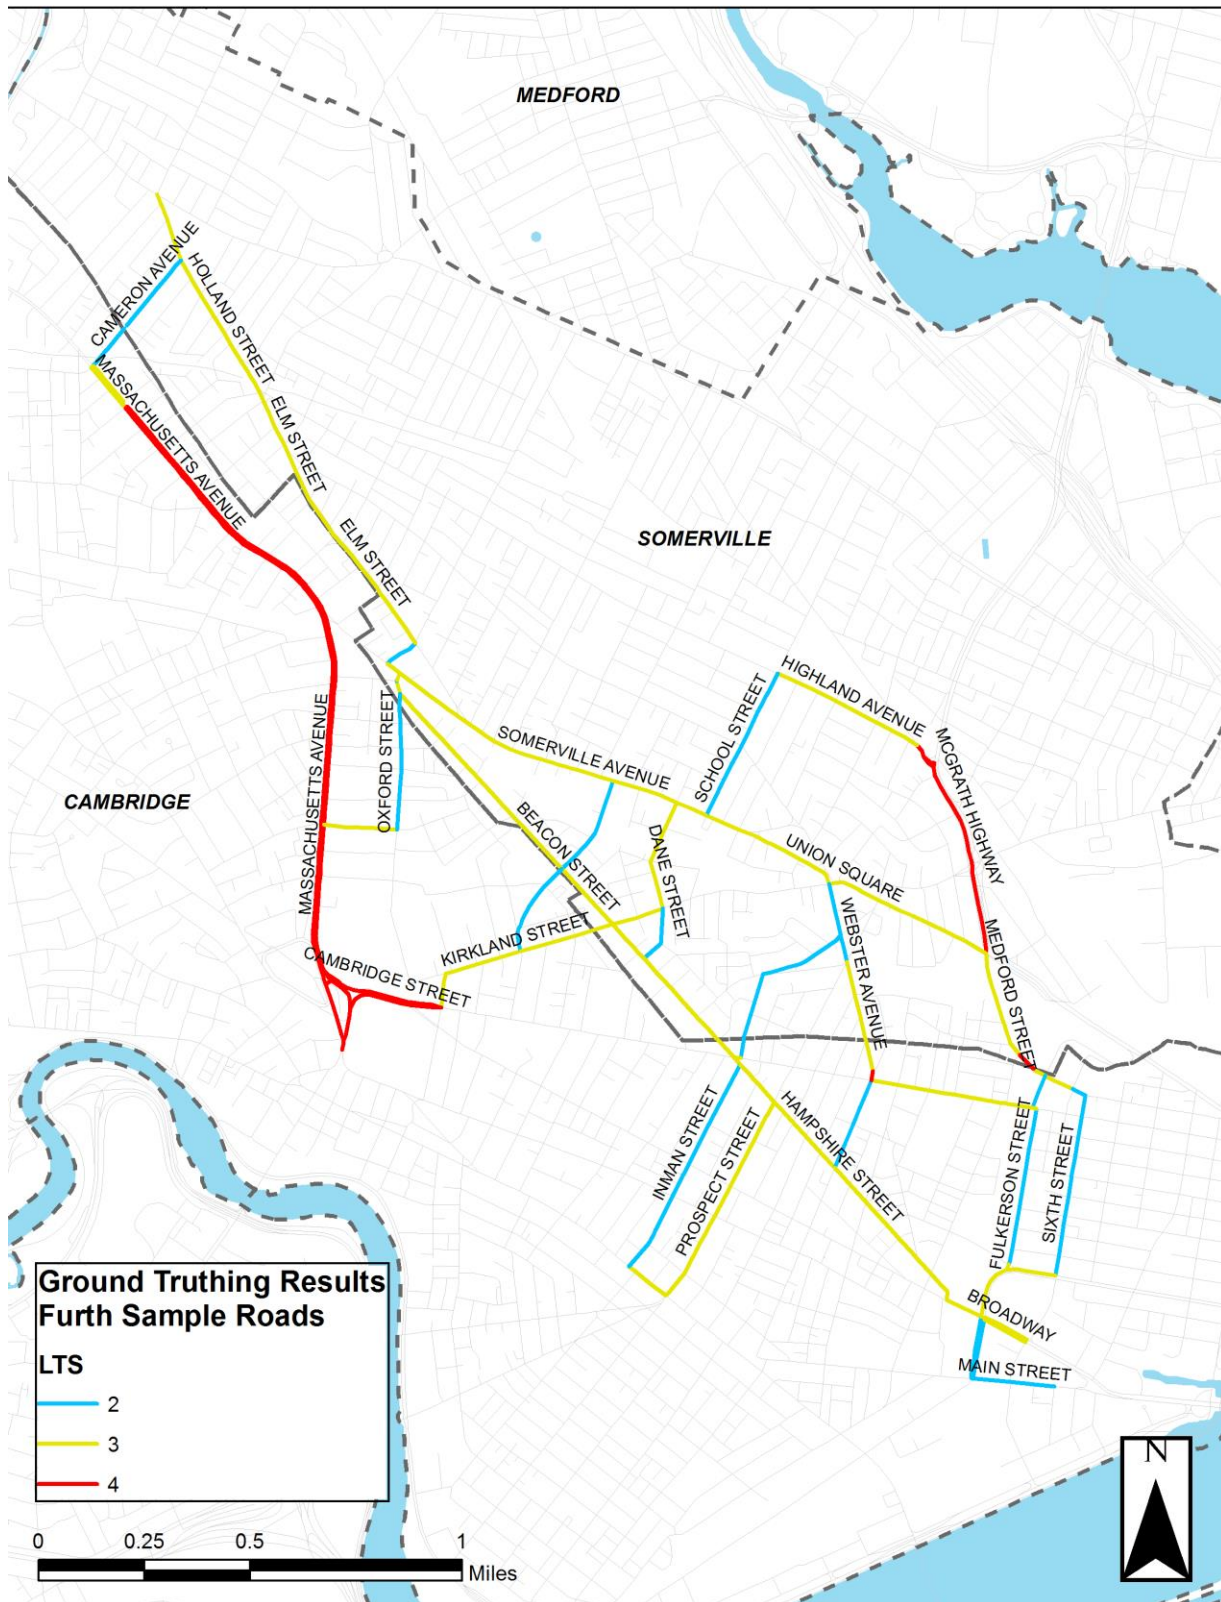 MEDFORD
CAMERON AVENUE
HOLLAND STREET
MASSACHUSETTS AVENUE
ELM STREET
ELM STREET
SOMERVILLE
HIGHLAND AVENUE
SCHOOL STREET
MASSACHUSETTS AVENUE
OXFORD STREET
SOMERVILLE AVENUE
MCGRATH HIGHWAY
CAMBRIDGE
BEACON STREET
DANE STREET
UNION SQUARE
KIRKLAND STREET
WEBSTER AVENUE
MEDFORD STREET
CAMBRIDGE STREET
INMAN STREET
PROSPECT STREET
HAMPSHIRE STREET
FULKERSON STREET
SIXTH STREET
BROADWAY
MAIN STREET
Ground Truthing Results
Furth Sample Roads
LTS
2
3
4
N
0 0.25 0.5 1
Miles